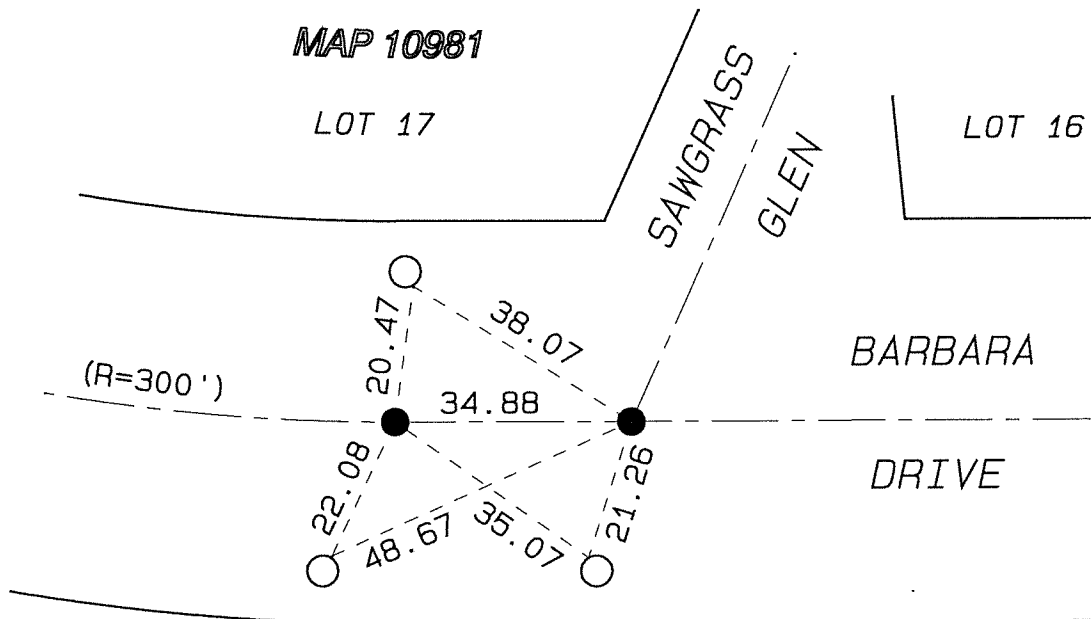 MAP 10981
LOT 17
SAWGRASS
GLEN
LOT 16
38.07
20.47
(R=300')
34.88
BARBARA
DRIVE
22.08
48.67
35.07
21.26